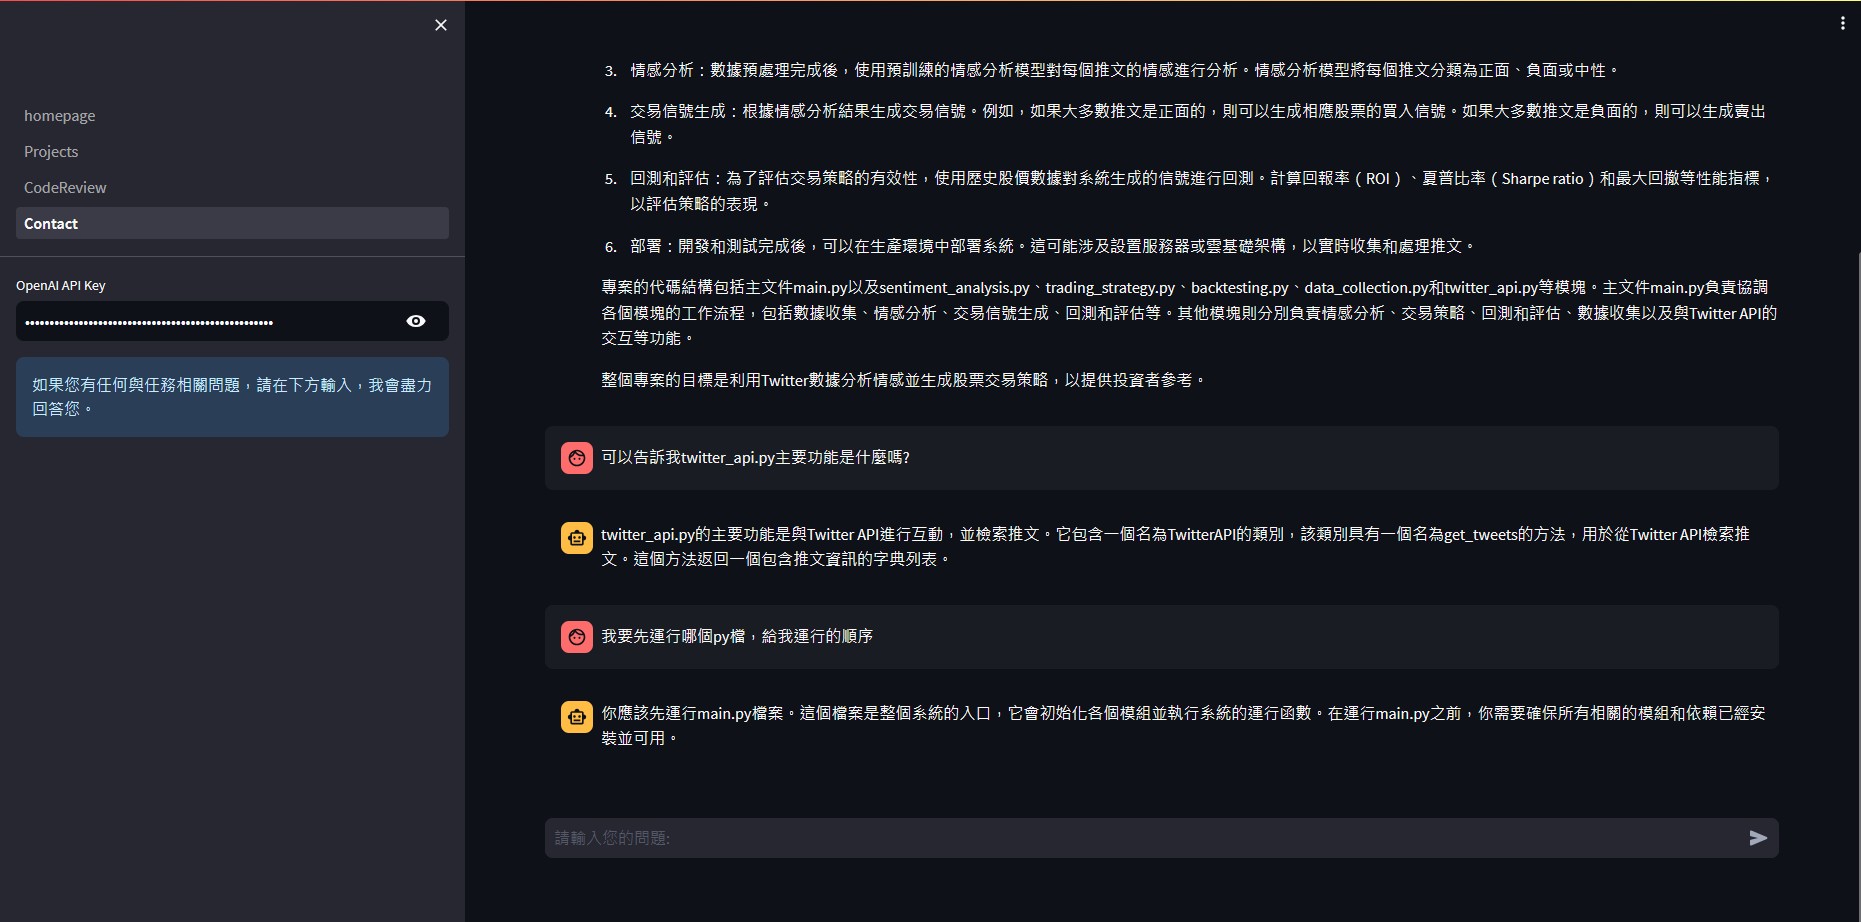 homepage
Projects
CodeReview
Contact
OpenAI API Key
如果您有任何與任務相關問題，請在下方輸入，我會盡力
回答您。
3. 情感分析：數據預處理完成後，使用預訓練的情感分析模型對每個推文的情感進行分析。情感分析模型將每個推文分類為正面、負面或中性。
4. 交易信號生成：根據情感分析結果生成交易信號。例如，如果大多數推文是正面的，則可以生成相應股票的買入信號。如果大多數推文是負面的，則可以生成賣出
信號。
5. 回測和評估：為了評估交易策略的有效性，使用歷史股價數據對系統生成的信號進行回測。計算回報率（ROI）、夏普比率（Sharpe ratio）和最大回撤等性能指標，
以評估策略的表現。
6. 部署：開發和測試完成後，可以在生產環境中部署系統。這可能涉及設置服務器或雲基礎架構，以實時收集和處理推文。
專案的代碼結構包括主文件main.py以及sentiment_analysis.py、trading_strategy.py、backtesting.py、data_collection.py和twitter_api.py等模塊。主文件main.py負責協調
各個模塊的工作流程，包括數據收集、情感分析、交易信號生成、回測和評估等。其他模塊則分別負責情感分析、交易策略、回測和評估、數據收集以及與Twitter API的
交互等功能。
整個專案的目標是利用Twitter數據分析情感並生成股票交易策略，以提供投資者參考。
可以告訴我twitter_api.py主要功能是什麼嗎?
twitter_api.py的主要功能是與Twitter API進行互動，並檢索推文。它包含一個名為TwitterAPI的類別，該類別具有一個名為get_tweets的方法，用於從Twitter API檢索推
文。這個方法返回一個包含推文資訊的字典列表。
我要先運行哪個py檔，給我運行的順序
你應該先運行main.py檔案。這個檔案是整個系統的入口，它會初始化各個模組並執行系統的運行函數。在運行main.py之前，你需要確保所有相關的模組和依賴已經安
裝並可用。
請輸入您的問題: